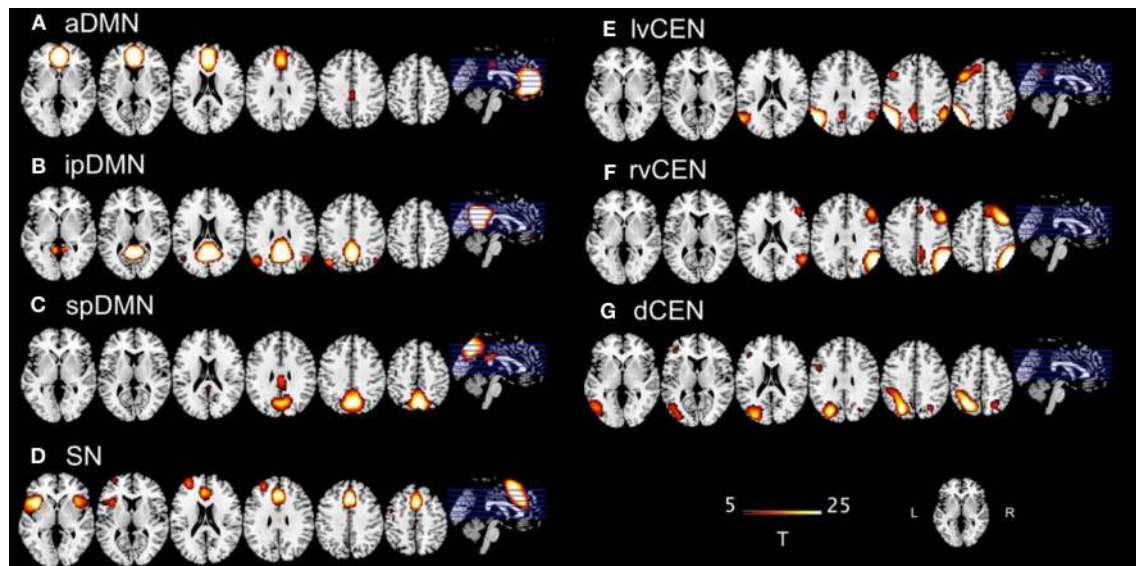 A aDMN
B ipDMN
C spDMN
D SN
E lvCEN
F rvCEN
G dCEN
5 25
T
L R